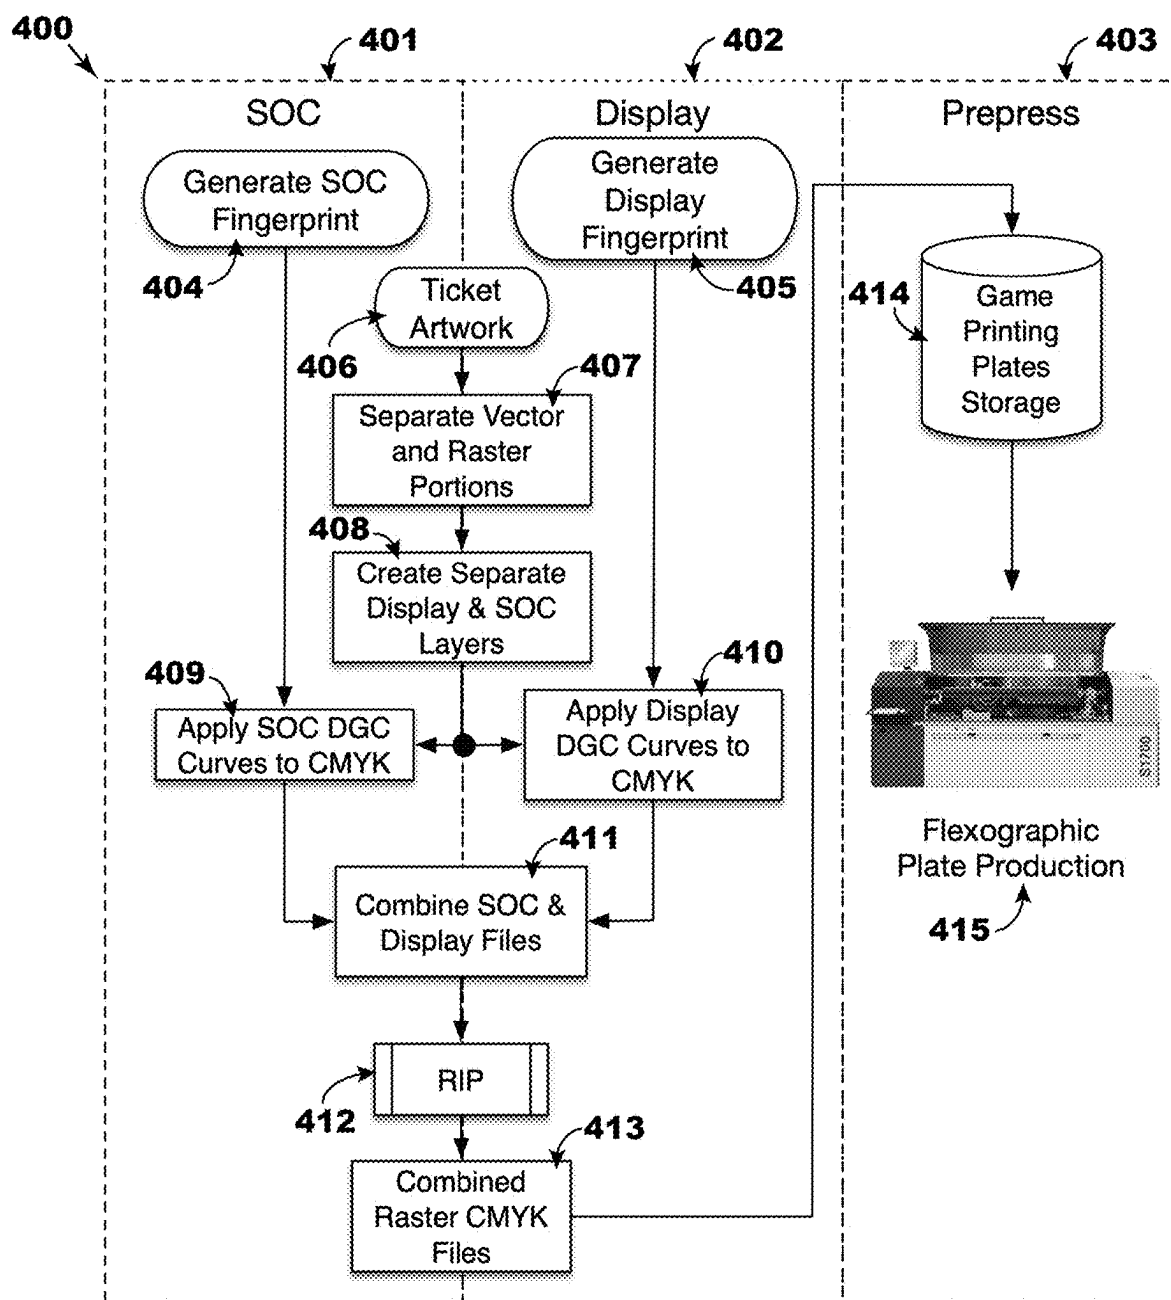 400
401
402
403
SOC
Display
Prepress
Generate SOC
Fingerprint
404
Generate
Display
Fingerprint
405
Ticket
Artwork
406
407
Separate Vector
and Raster
Portions
408
Create Separate
Display & SOC
Layers
409
Apply SOC DGC
Curves to CMYK
410
Apply Display
DGC Curves to
CMYK
411
Combine SOC &
Display Files
412
RIP
413
Combined
Raster CMYK
Files
414
Game
Printing
Plates
Storage
S1700
Flexographic
Plate Production
415